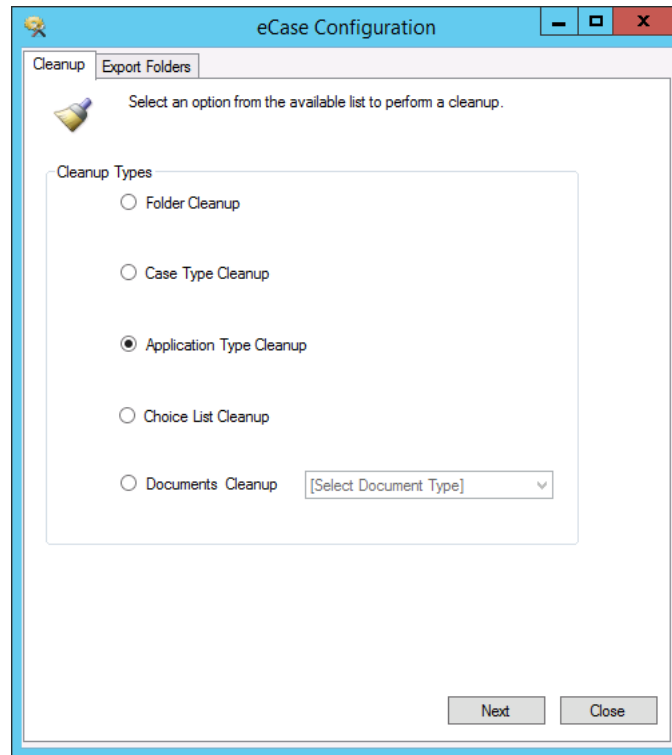 eCase Configuration
Cleanup Export Folders
Select an option from the available list to perform a cleanup.
Cleanup Types
Folder Cleanup
Case Type Cleanup
Application Type Cleanup
Choice List Cleanup
Documents Cleanup [Select Document Type]
Next Close